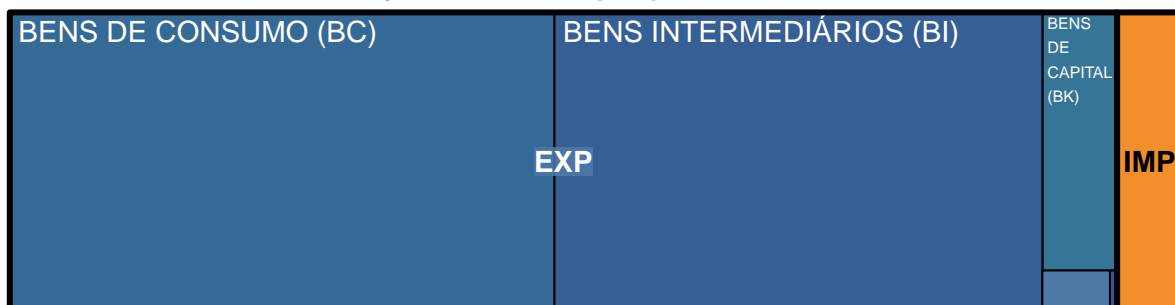 BENS DE CONSUMO (BC)
BENS INTERMEDIÁRIOS (BI)
BENS
DE
CAPITAL
(BK)
EXP
IMP